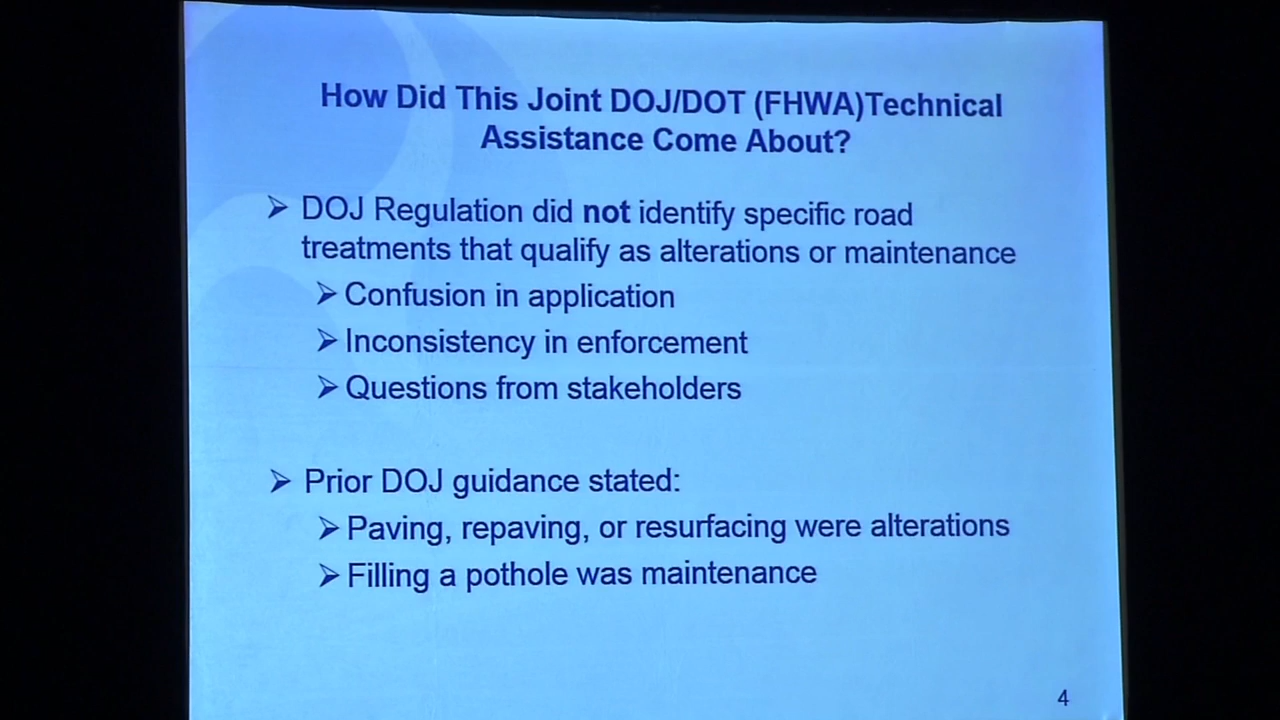 How Did This Joint DOJ/DOT (FHWA)Technical
Assistance Come About?
➢ DOJ Regulation did not identify specific road
treatments that qualify as alterations or maintenance
➢ Confusion in application
➢ Inconsistency in enforcement
➢ Questions from stakeholders
➢ Prior DOJ guidance stated:
➢ Paving, repaving, or resurfacing were alterations
➢ Filling a pothole was maintenance
4